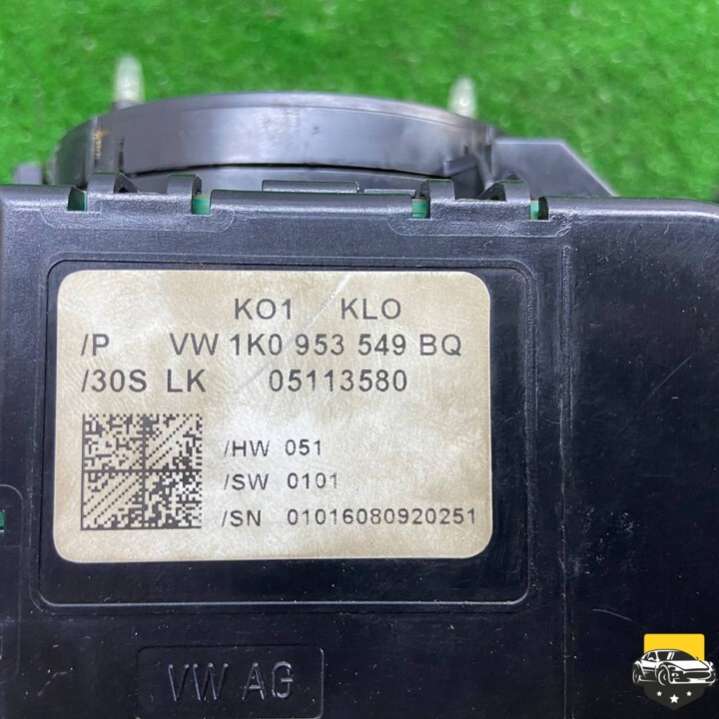 KO1 KLO
/P VW 1K0 953 549 BQ
/30S LK 05113580
/HW 051
/SW 0101
/SN 01016080920251
VW AG